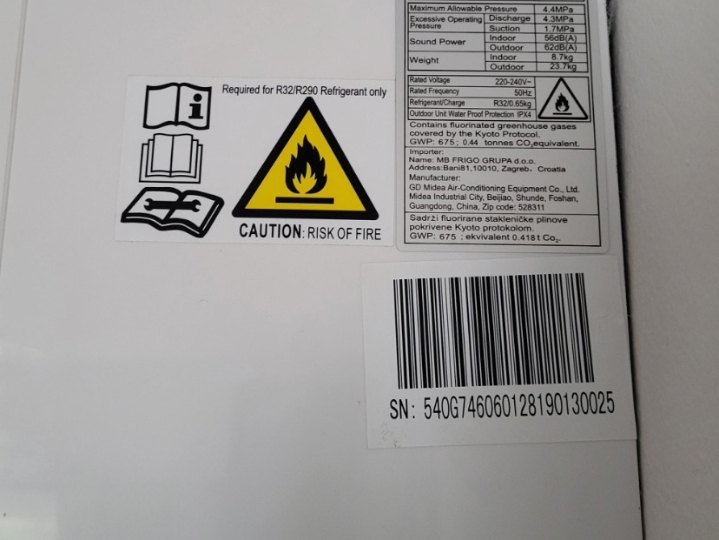 Maximum Allowable Pressure 4.4MPa
Excessive Operating Pressure Discharge 4.3MPa
Suction 1.7MPa
Sound Power Indoor 56dB(A)
Outdoor 62dB(A)
Weight Indoor 8.7kg
Outdoor 23.7kg
Rated Voltage 220-240V~
Rated Frequency 50Hz
Refrigerant/Charge R32/0.65kg
Outdoor Unit Water Proof Protection IPX4
Contains fluorinated greenhouse gases
covered by the Kyoto Protocol.
GWP: 675; 0.44 tonnes CO₂equivalent.
Importer:
Name: MB FRIGO GRUPA d.o.o.
Address:Bani81,10010, Zagreb, Croatia
Manufacturer:
GD Midea Air-Conditioning Equipment Co., Ltd.
Midea Industrial City, Beijiao, Shunde, Foshan,
Guangdong, China, Zip code: 528311
Sadrži fluorirane stakleničke plinove
pokrivene Kyoto protokolom.
GWP: 675 ; ekvivalent 0.418 t Co₂.
Required for R32/R290 Refrigerant only
CAUTION: RISK OF FIRE
SN: 540G74606012819013​0025